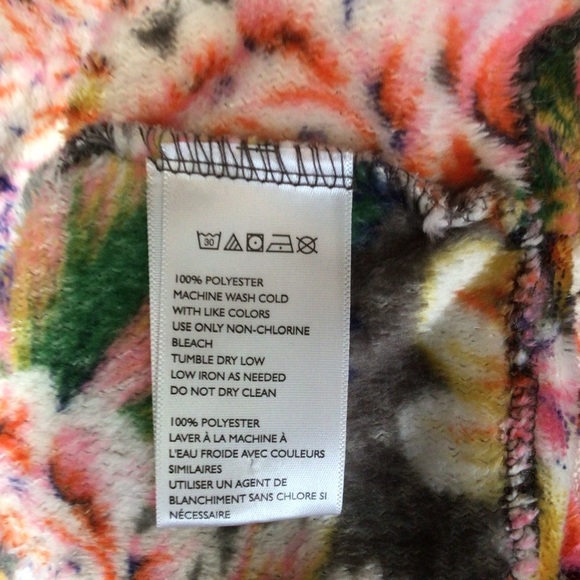 30
100% POLYESTER
MACHINE WASH COLD
WITH LIKE COLORS
USE ONLY NON-CHLORINE
BLEACH
TUMBLE DRY LOW
LOW IRON AS NEEDED
DO NOT DRY CLEAN
100% POLYESTER
LAVER À LA MACHINE À
L'EAU FROIDE AVEC COULEURS
SIMILAIRES
UTILISER UN AGENT DE
BLANCHIMENT SANS CHLORE SI
NÉCESSAIRE